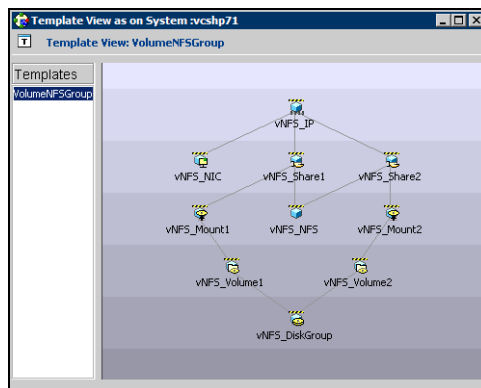 Template View as on System :vcshp71
T Template View: VolumeNFSGroup
Templates
VolumeNFSGroup
vNFS_IP
vNFS_NIC vNFS_Share1 vNFS_Share2
vNFS_Mount1 vNFS_NFS vNFS_Mount2
vNFS_Volume1 vNFS_Volume2
vNFS_DiskGroup